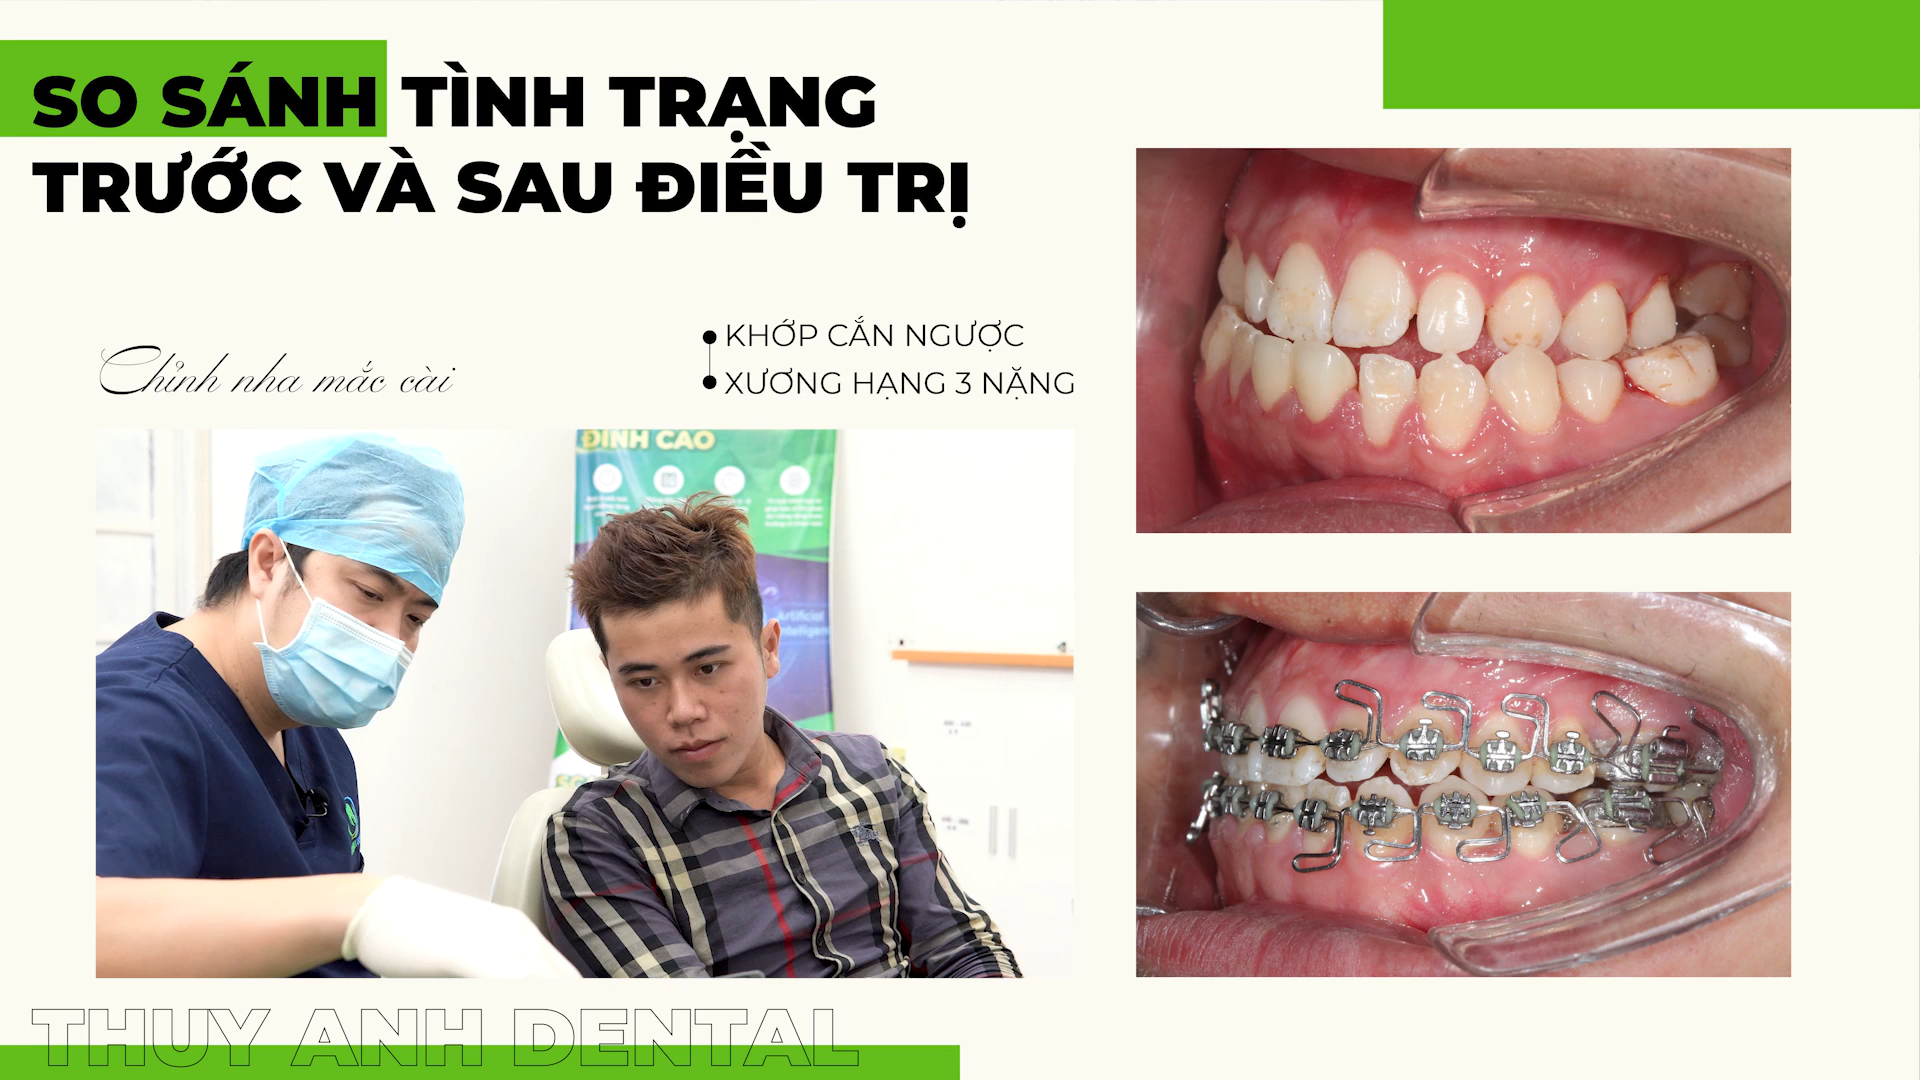 SO SÁNH TÌNH TRẠNG
TRƯỚC VÀ SAU ĐIỀU TRỊ
Chỉnh nha mắc cài
KHỚP CẮN NGƯỢC
XƯƠNG HẠNG 3 NẶNG
ĐỈNH CAO
Artificial
THUY ANH DENTAL